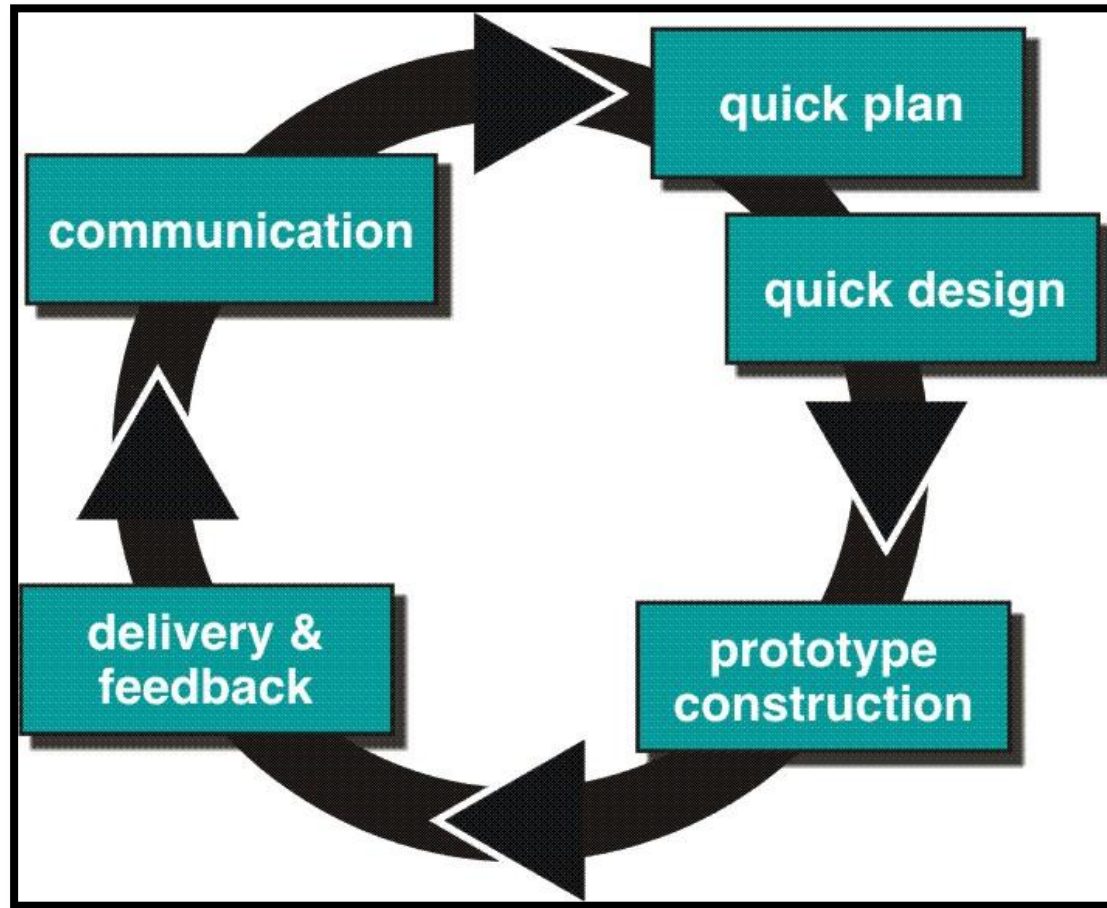 quick plan
communication
quick design
delivery &
feedback
prototype
construction